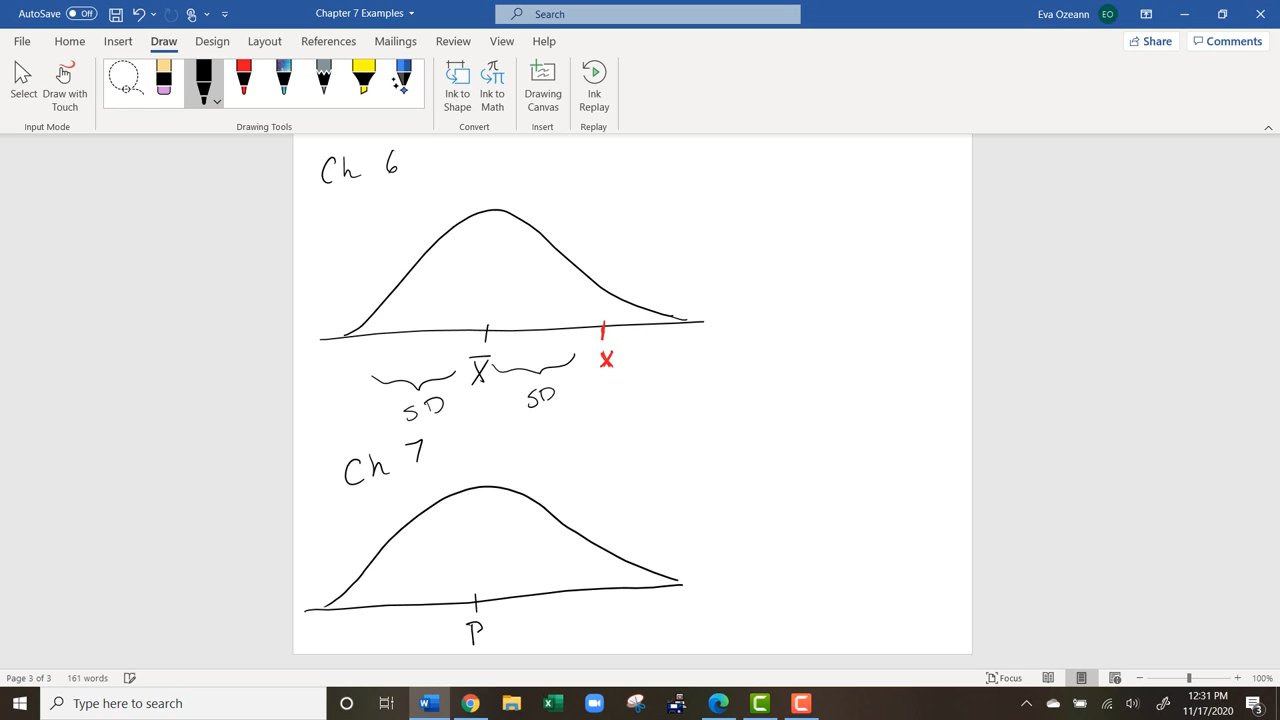 AutoSave Off Chapter 7 Examples Search Eva Ozeann EO
File Home Insert Draw Design Layout References Mailings Review View Help Share Comments
Select Draw with Touch Ink to Shape Ink to Math Drawing Canvas Ink Replay
Input Mode Drawing Tools Convert Insert Replay
Ch 6
X̅ X
SD SD
Ch 7
P
Page 3 of 3 161 words Focus 100%
Type here to search 12:31 PM
11/17/2020 3